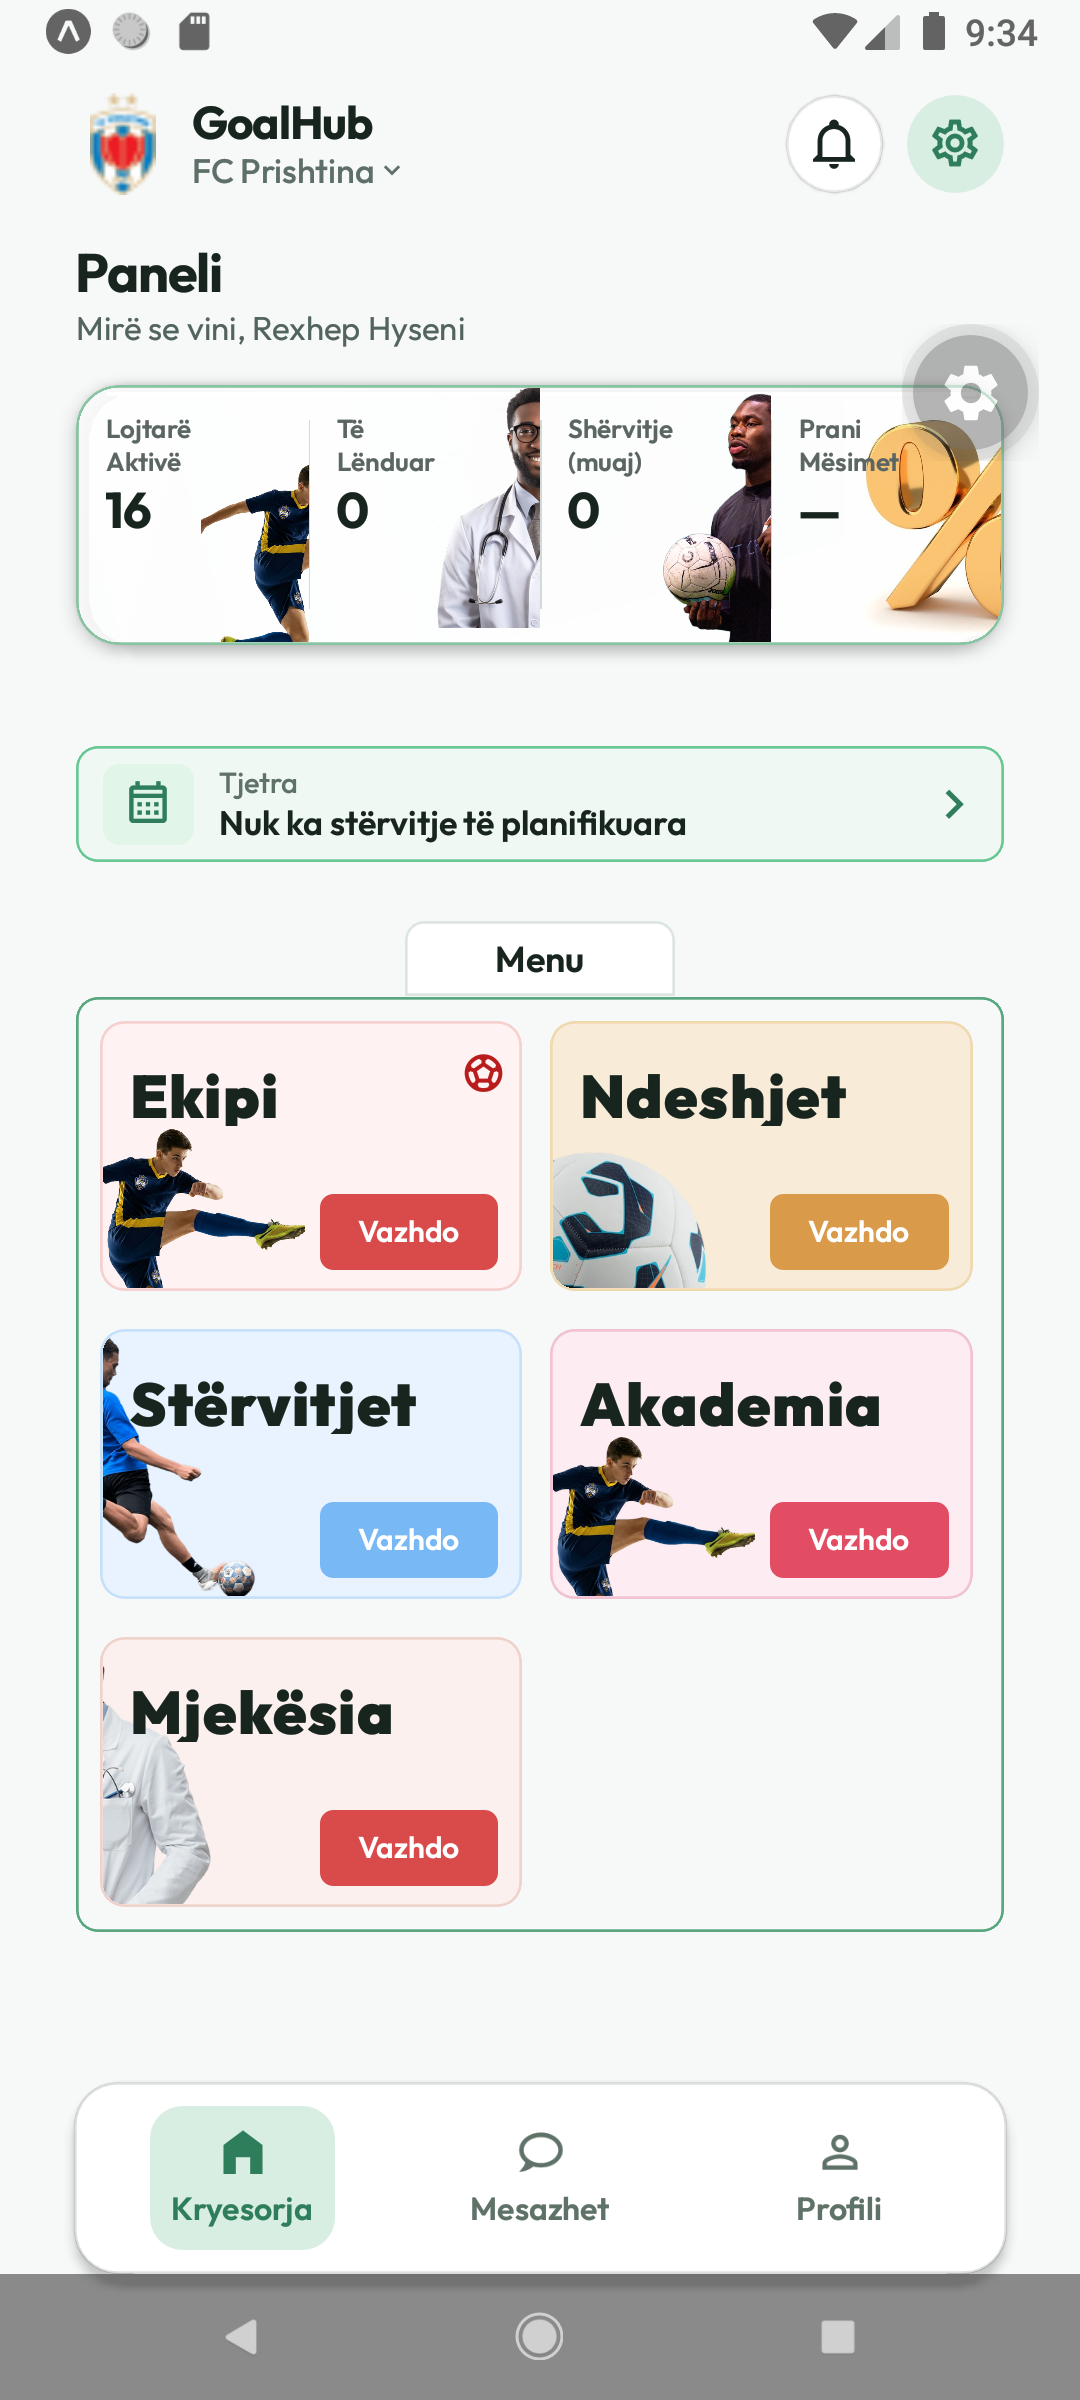 9:34
GoalHub
FC Prishtina
Paneli
Mirë se vini, Rexhep Hyseni
Lojtarë
Aktivë
16
Të
Lënduar
0
Shërvitje
(muaj)
0
Prani
Mësimet
—
Tjetra
Nuk ka stërvitje të planifikuara
Menu
Ekipi
Vazhdo
Ndeshjet
Vazhdo
Stërvitjet
Vazhdo
Akademia
Vazhdo
Mjekësia
Vazhdo
Kryesorja
Mesazhet
Profili